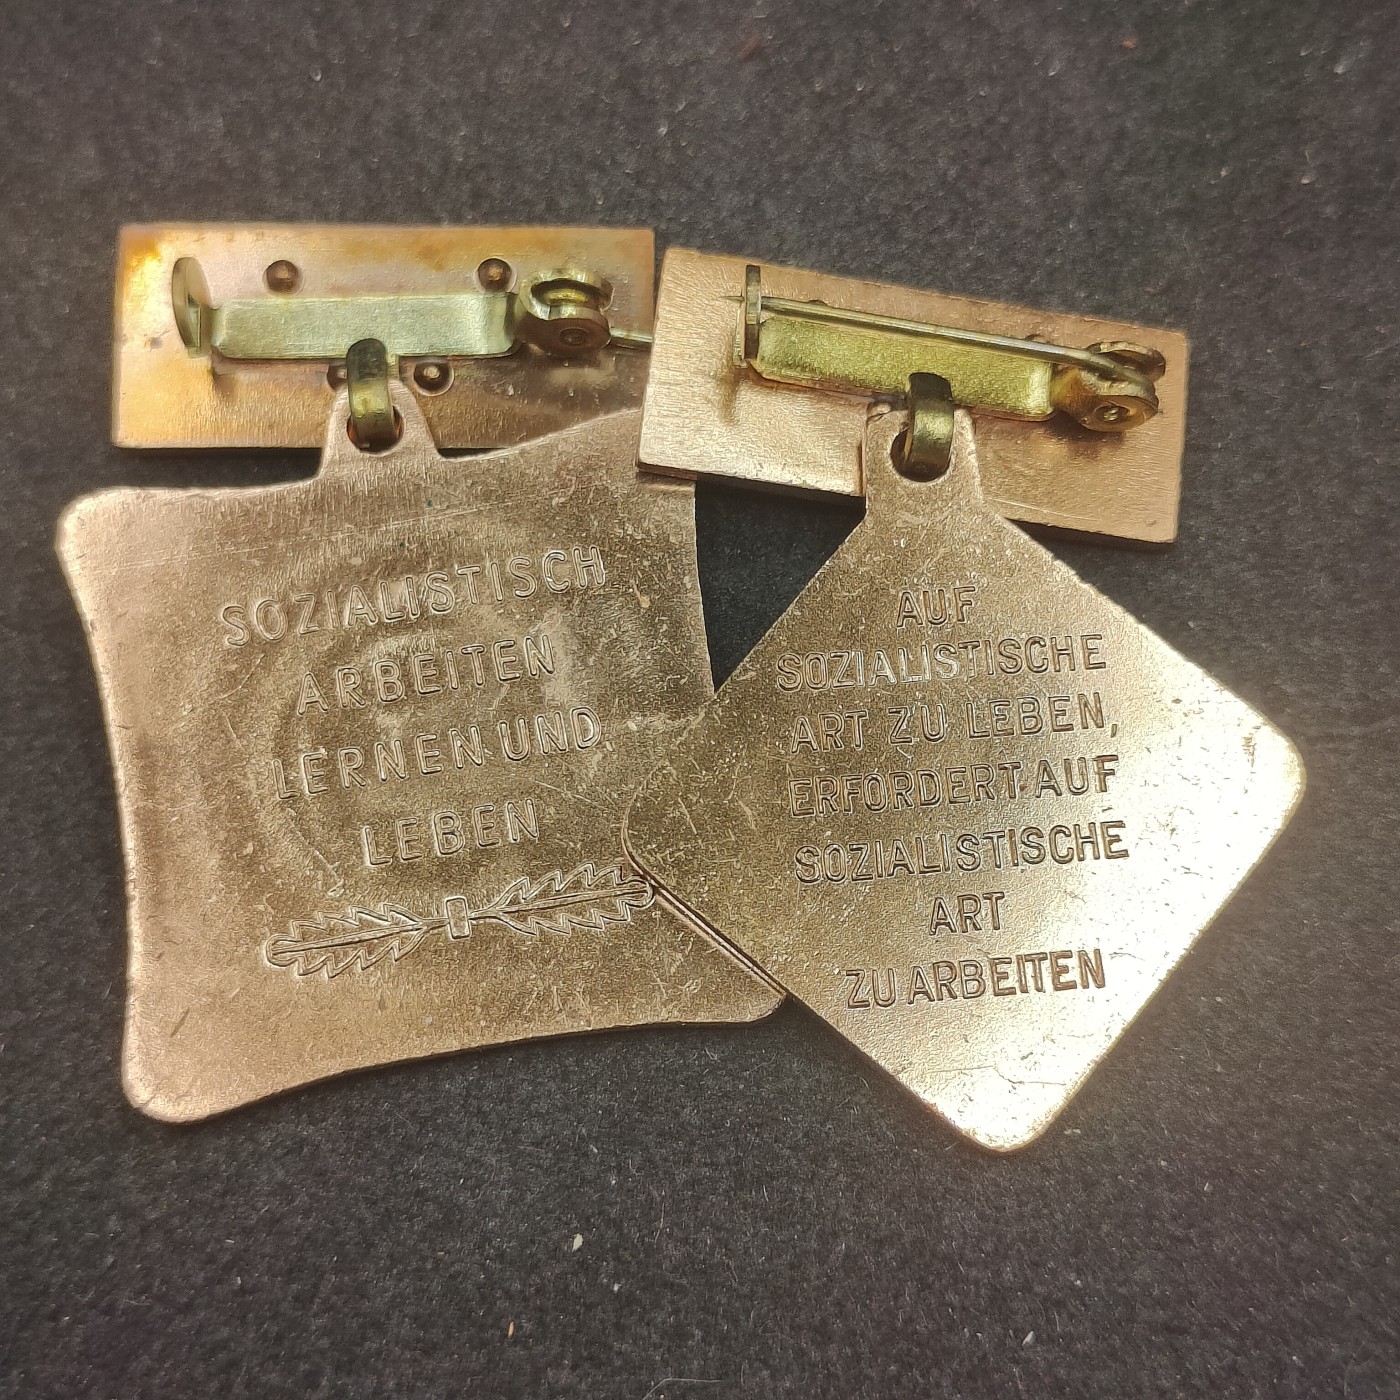 SOZIALISTISCH
ARBEITEN
LERNEN UND
LEBEN
AUF
SOZIALISTISCHE
ART ZU LEBEN,
ERFORDERT AUF
SOZIALISTISCHE
ART
ZU ARBEITEN